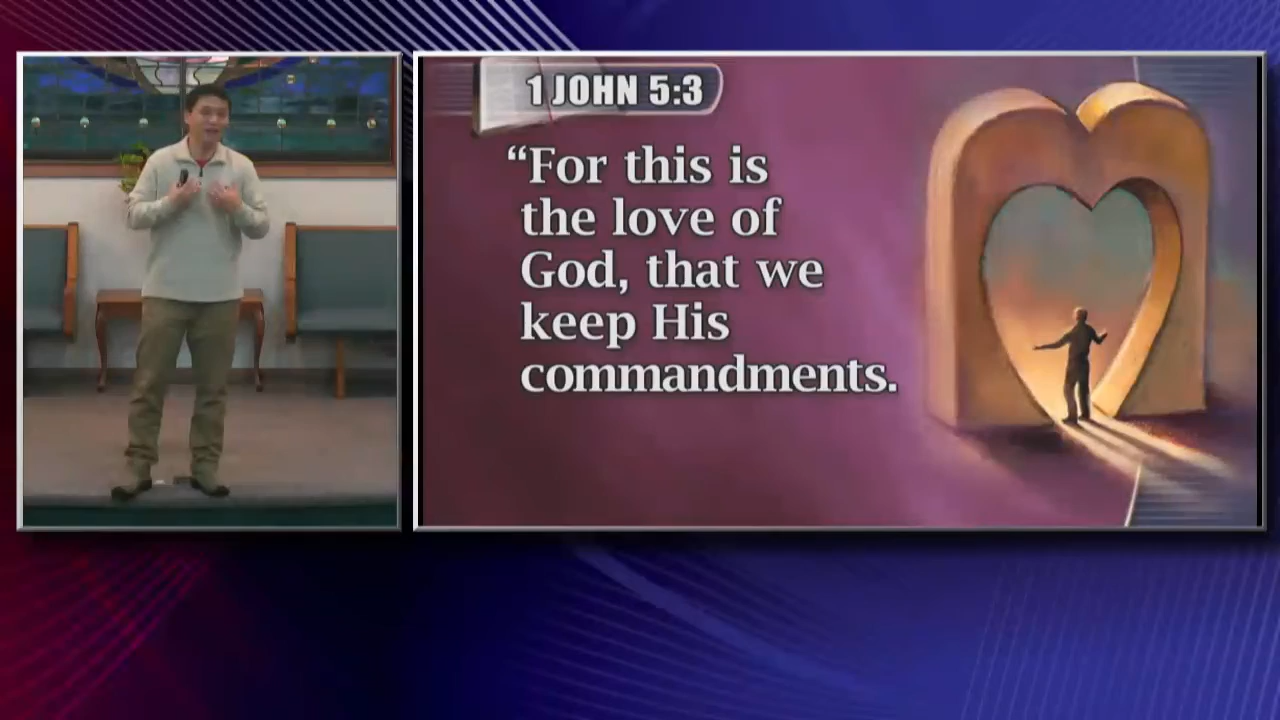 1 JOHN 5:3
“For this is
the love of
God, that we
keep His
commandments.